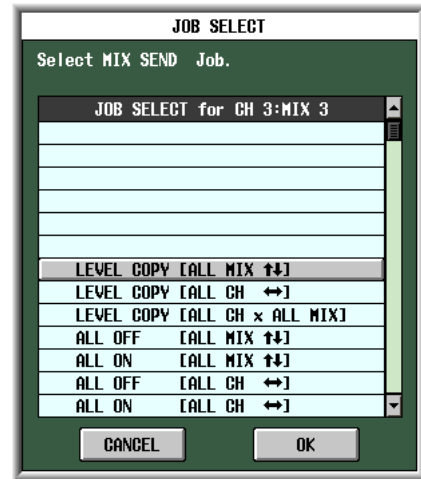 JOB SELECT
Select MIX SEND Job.
JOB SELECT for CH 3:MIX 3
LEVEL COPY [ALL MIX ⬆⬇]
LEVEL COPY [ALL CH ↔]
LEVEL COPY [ALL CH x ALL MIX]
ALL OFF [ALL MIX ⬆⬇]
ALL ON [ALL MIX ⬆⬇]
ALL OFF [ALL CH ↔]
ALL ON [ALL CH ↔]
CANCEL OK